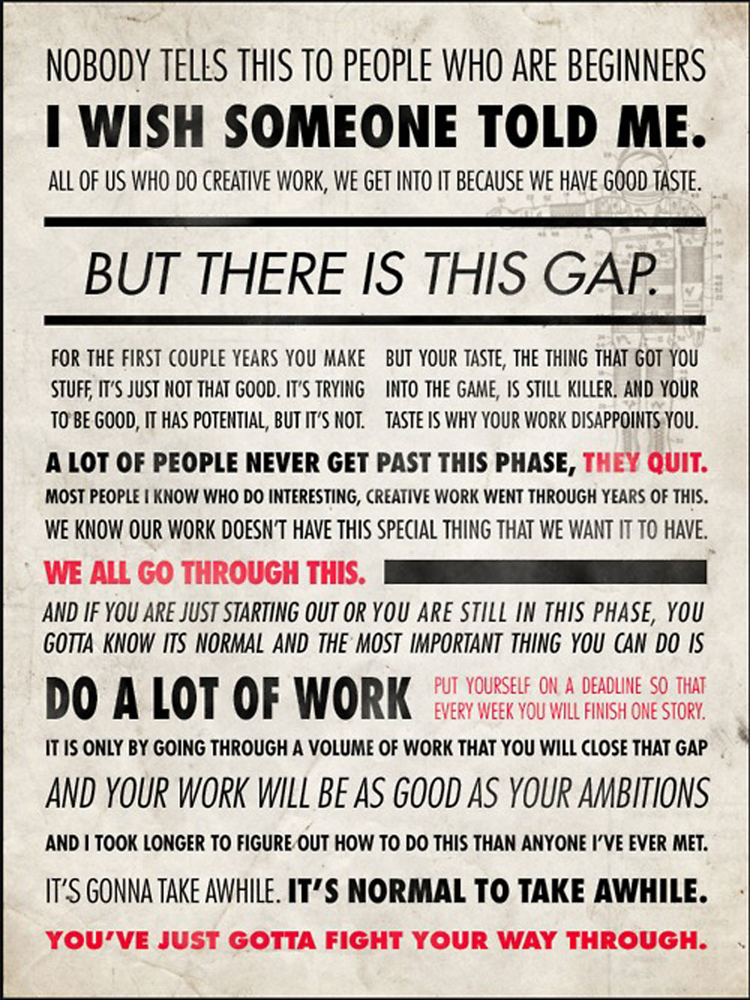 NOBODY TELLS THIS TO PEOPLE WHO ARE BEGINNERS
I WISH SOMEONE TOLD ME.
ALL OF US WHO DO CREATIVE WORK, WE GET INTO IT BECAUSE WE HAVE GOOD TASTE.
BUT THERE IS THIS GAP.
FOR THE FIRST COUPLE YEARS YOU MAKE
STUFF, IT'S JUST NOT THAT GOOD. IT'S TRYING
TO BE GOOD, IT HAS POTENTIAL, BUT IT'S NOT.
BUT YOUR TASTE, THE THING THAT GOT YOU
INTO THE GAME, IS STILL KILLER. AND YOUR
TASTE IS WHY YOUR WORK DISAPPOINTS YOU.
A LOT OF PEOPLE NEVER GET PAST THIS PHASE, THEY QUIT.
MOST PEOPLE I KNOW WHO DO INTERESTING, CREATIVE WORK WENT THROUGH YEARS OF THIS.
WE KNOW OUR WORK DOESN'T HAVE THIS SPECIAL THING THAT WE WANT IT TO HAVE.
WE ALL GO THROUGH THIS.
AND IF YOU ARE JUST STARTING OUT OR YOU ARE STILL IN THIS PHASE, YOU
GOTTA KNOW ITS NORMAL AND THE MOST IMPORTANT THING YOU CAN DO IS
DO A LOT OF WORK
PUT YOURSELF ON A DEADLINE SO THAT
EVERY WEEK YOU WILL FINISH ONE STORY.
IT IS ONLY BY GOING THROUGH A VOLUME OF WORK THAT YOU WILL CLOSE THAT GAP
AND YOUR WORK WILL BE AS GOOD AS YOUR AMBITIONS
AND I TOOK LONGER TO FIGURE OUT HOW TO DO THIS THAN ANYONE I'VE EVER MET.
IT'S GONNA TAKE AWHILE. IT'S NORMAL TO TAKE AWHILE.
YOU'VE JUST GOTTA FIGHT YOUR WAY THROUGH.